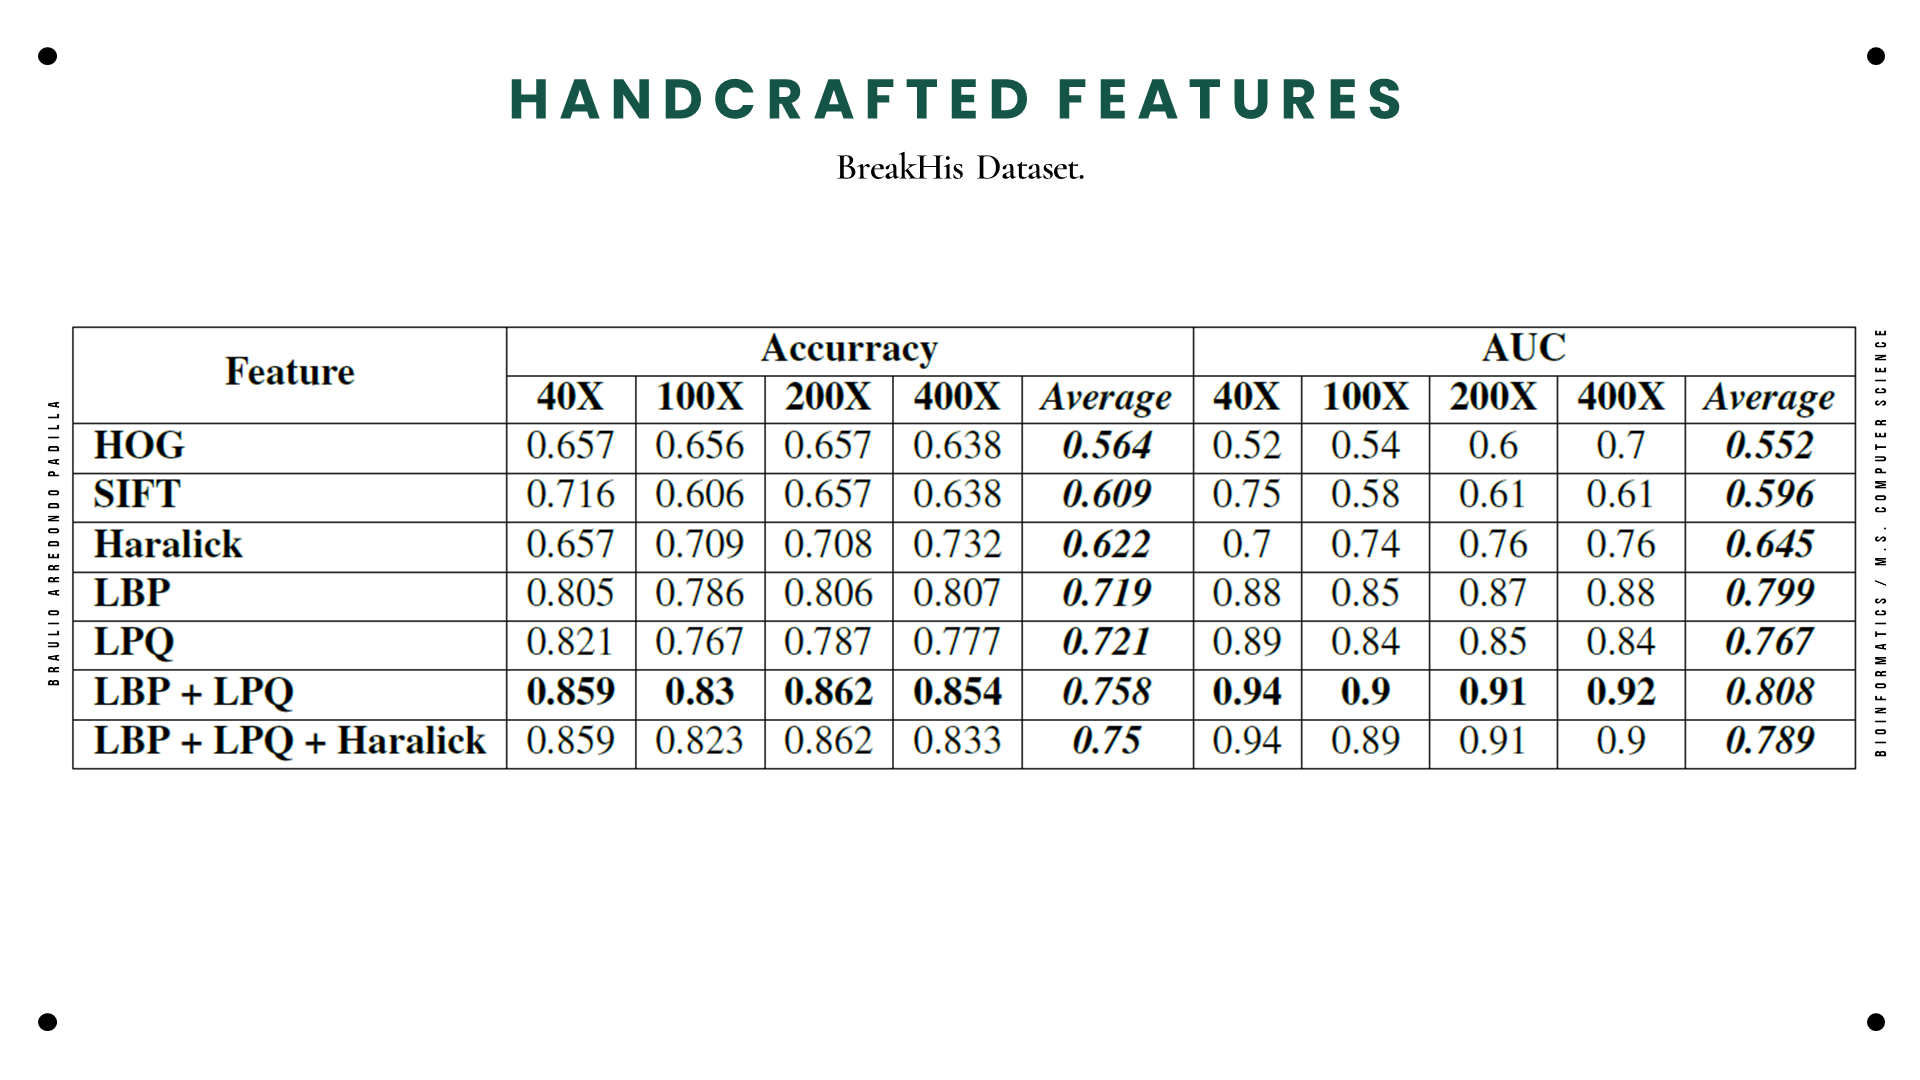 HANDCRAFTED FEATURES
BreakHis Dataset.
Feature Accurracy AUC
40X 100X 200X 400X Average 40X 100X 200X 400X Average
HOG 0.657 0.656 0.657 0.638 0.564 0.52 0.54 0.6 0.7 0.552
SIFT 0.716 0.606 0.657 0.638 0.609 0.75 0.58 0.61 0.61 0.596
Haralick 0.657 0.709 0.708 0.732 0.622 0.7 0.74 0.76 0.76 0.645
LBP 0.805 0.786 0.806 0.807 0.719 0.88 0.85 0.87 0.88 0.799
LPQ 0.821 0.767 0.787 0.777 0.721 0.89 0.84 0.85 0.84 0.767
LBP + LPQ 0.859 0.83 0.862 0.854 0.758 0.94 0.9 0.91 0.92 0.808
LBP + LPQ + Haralick 0.859 0.823 0.862 0.833 0.75 0.94 0.89 0.91 0.9 0.789
BRAULIO ARREDONDO PADILLA
BIOINFORMATICS / M.S. COMPUTER SCIENCE